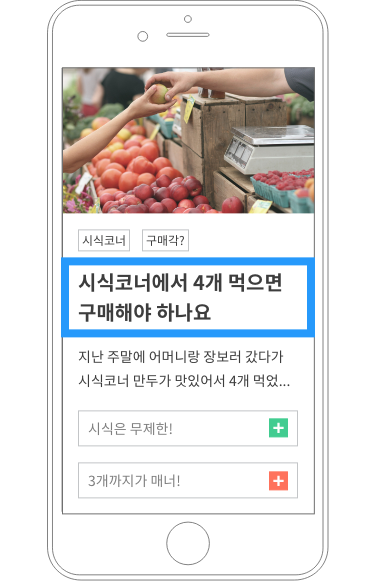 시식코너 구매각?
시식코너에서 4개 먹으면
구매해야 하나요
지난 주말에 어머니랑 장보러 갔다가
시식코너 만두가 맛있어서 4개 먹었...
시식은 무제한!
3개까지가 매너!